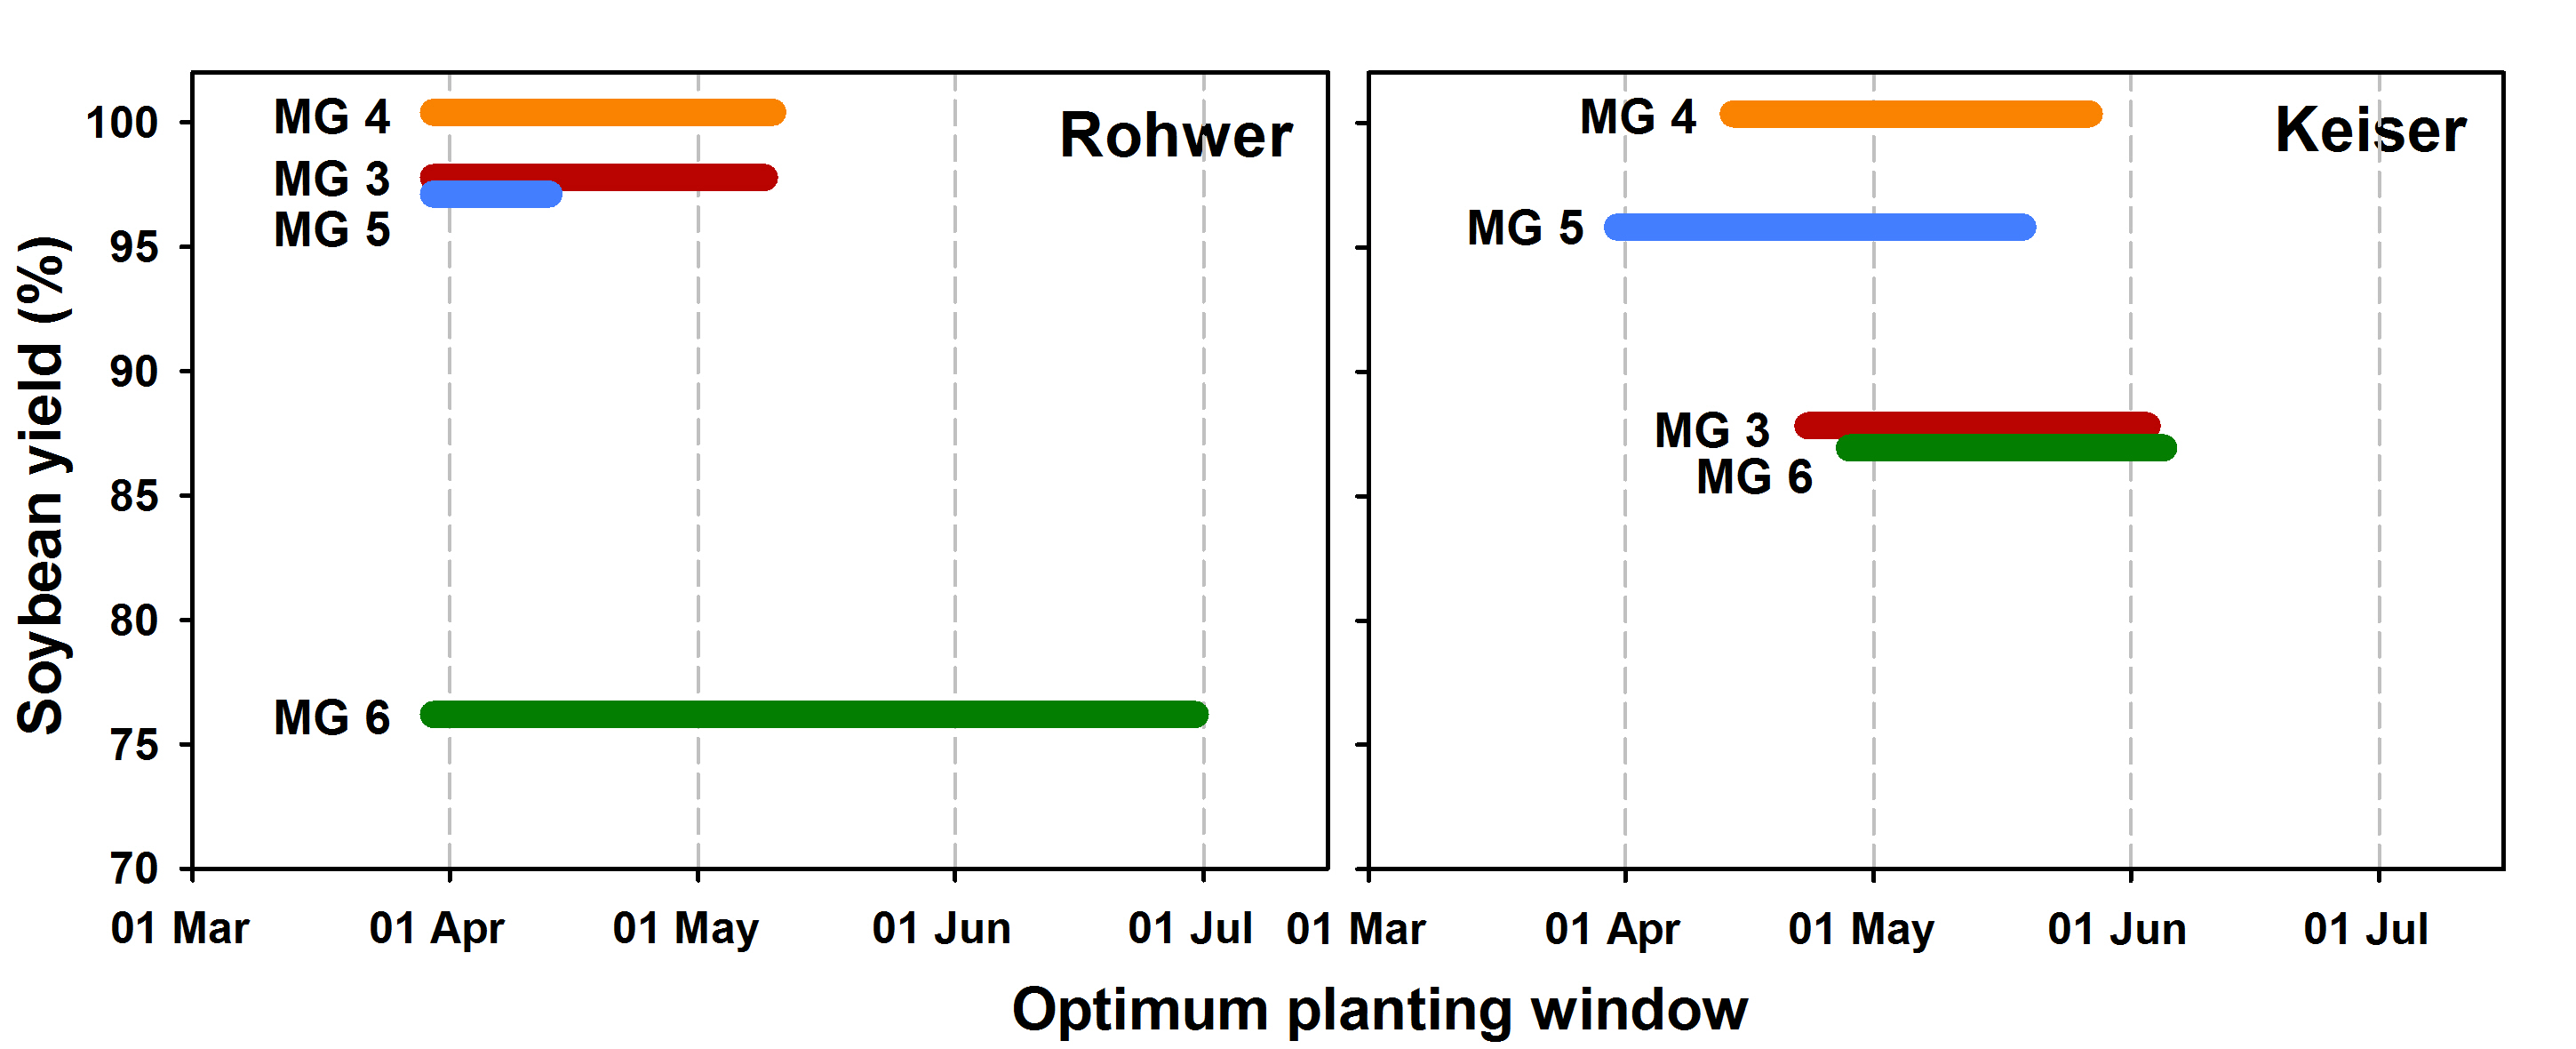 Soybean yield (%)
100
95
90
85
80
75
70
MG 4
MG 3
MG 5
MG 6
Rohwer
01 Mar
01 Apr
01 May
01 Jun
01 Jul
MG 4
MG 5
MG 3
MG 6
Keiser
01 Mar
01 Apr
01 May
01 Jun
01 Jul
Optimum planting window